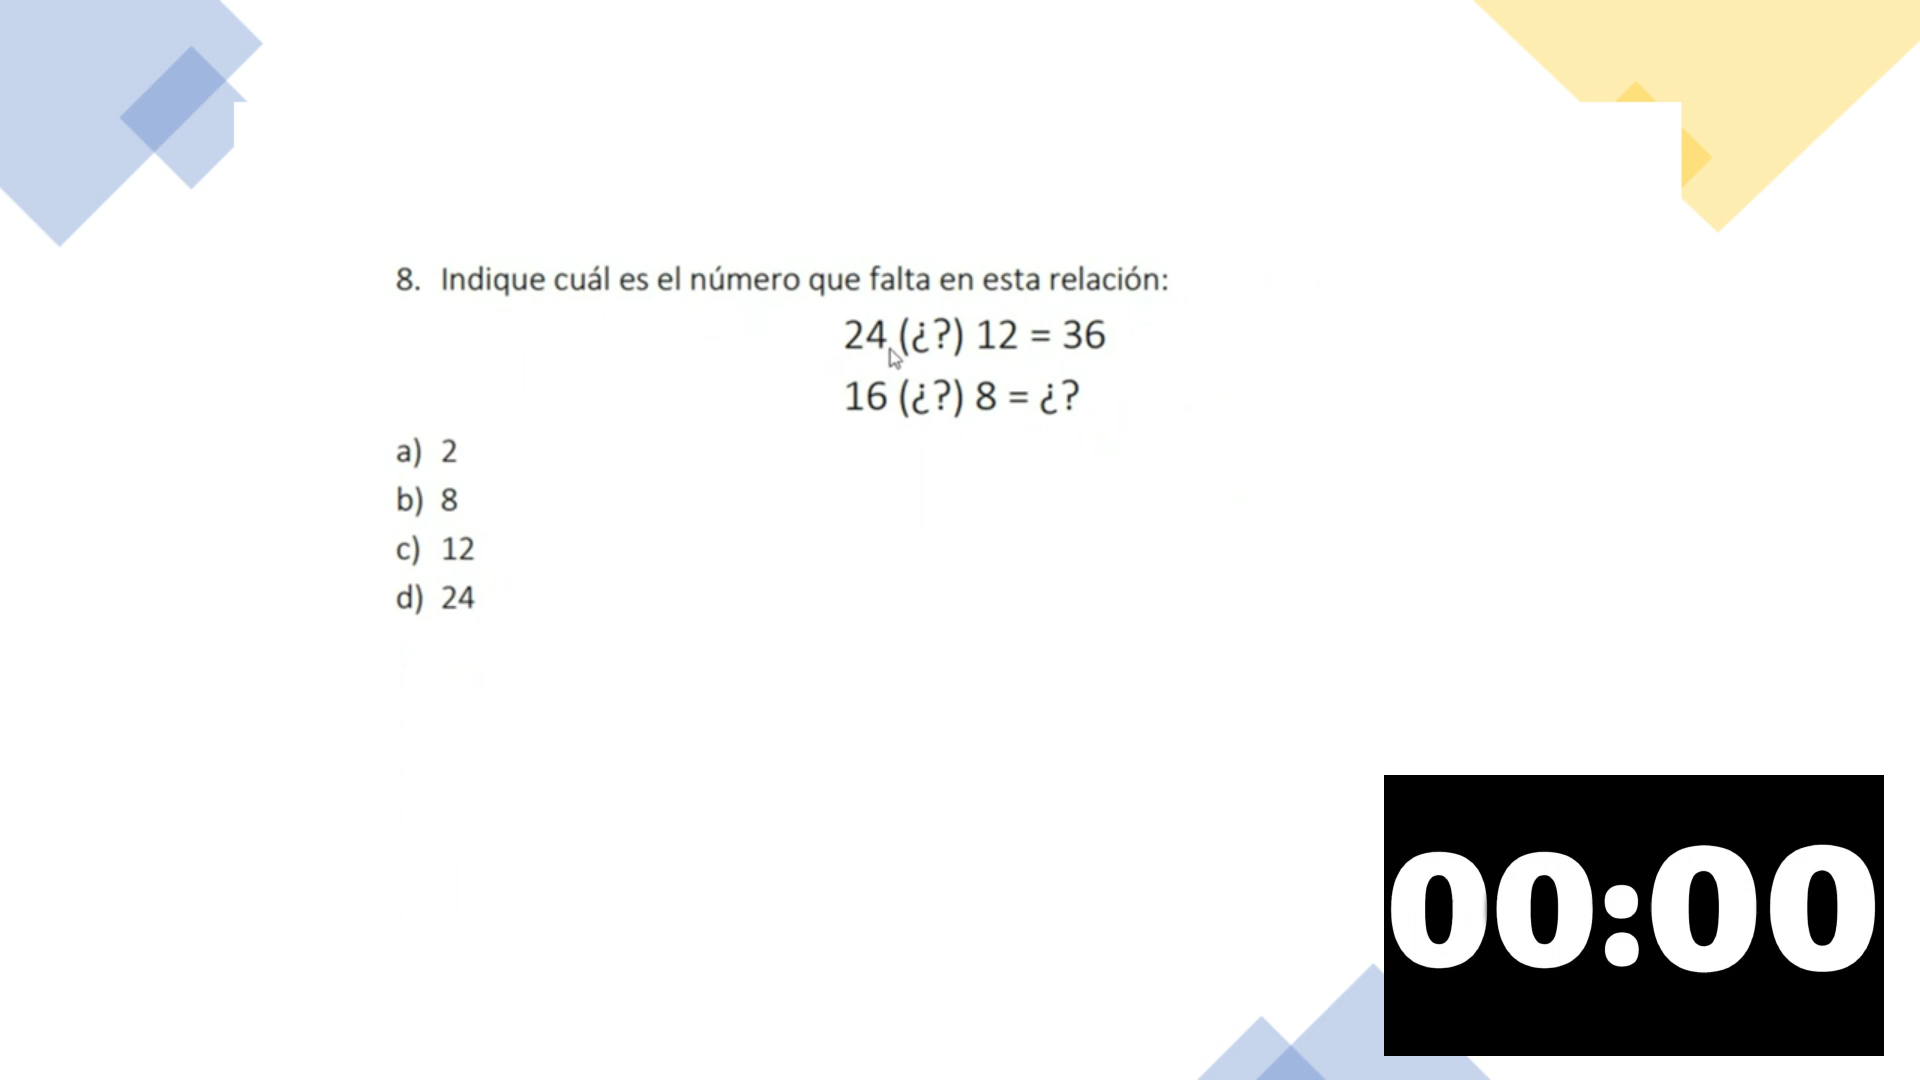 8. Indique cuál es el número que falta en esta relación:
24 (¿?) 12 = 36
16 (¿?) 8 = ¿?
a) 2
b) 8
c) 12
d) 24
00:00